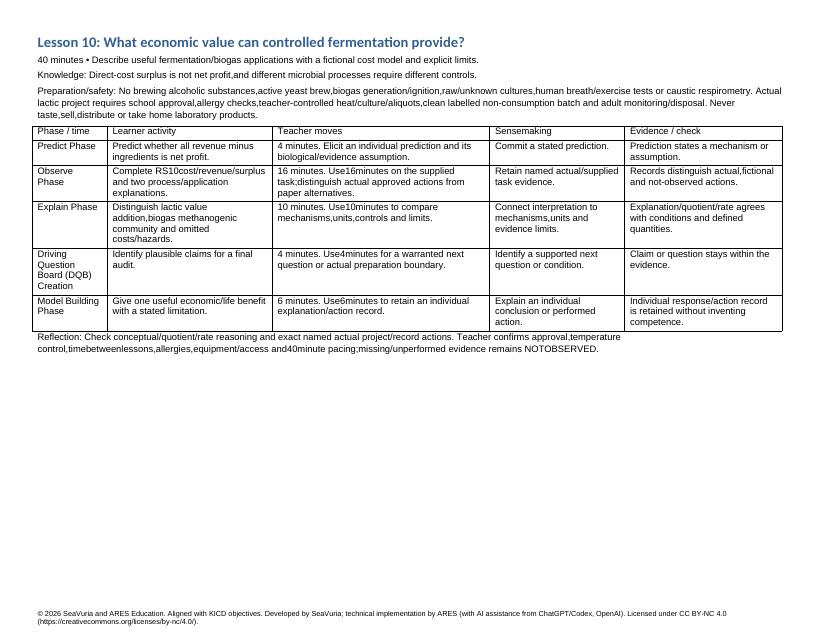 Lesson 10: What economic value can controlled fermentation provide?
40 minutes • Describe useful fermentation/biogas applications with a fictional cost model and explicit limits.
Knowledge: Direct-cost surplus is not net profit,and different microbial processes require different controls.
Preparation/safety: No brewing alcoholic substances,active yeast brew,biogas generation/ignition,raw/unknown cultures,human breath/exercise tests or caustic respirometry. Actual
lactic project requires school approval,allergy checks,teacher-controlled heat/culture/aliquots,clean labelled non-consumption batch and adult monitoring/disposal. Never
taste,sell,distribute or take home laboratory products.
Phase / time
Learner activity
Teacher moves
Sensemaking
Evidence / check
Predict Phase
Predict whether all revenue minus
ingredients is net profit.
4 minutes. Elicit an individual prediction and its
biological/evidence assumption.
Commit a stated prediction.
Prediction states a mechanism or
assumption.
Observe
Phase
Complete RS10cost/revenue/surplus
and two process/application
explanations.
16 minutes. Use16minutes on the supplied
task;distinguish actual approved actions from
paper alternatives.
Retain named actual/supplied
task evidence.
Records distinguish actual,fictional
and not-observed actions.
Explain Phase
Distinguish lactic value
addition,biogas methanogenic
community and omitted
costs/hazards.
10 minutes. Use10minutes to compare
mechanisms,units,controls and limits.
Connect interpretation to
mechanisms,units and
evidence limits.
Explanation/quotient/rate agrees
with conditions and defined
quantities.
Driving
Question
Board (DQB)
Creation
Identify plausible claims for a final
audit.
4 minutes. Use4minutes for a warranted next
question or actual preparation boundary.
Identify a supported next
question or condition.
Claim or question stays within the
evidence.
Model Building
Phase
Give one useful economic/life benefit
with a stated limitation.
6 minutes. Use6minutes to retain an individual
explanation/action record.
Explain an individual
conclusion or performed
action.
Individual response/action record
is retained without inventing
competence.
Reflection: Check conceptual/quotient/rate reasoning and exact named actual project/record actions. Teacher confirms approval,temperature
control,timebetweenlessons,allergies,equipment/access and40minute pacing;missing/unperformed evidence remains NOTOBSERVED.
© 2026 SeaVuria and ARES Education. Aligned with KICD objectives. Developed by SeaVuria; technical implementation by ARES (with AI assistance from ChatGPT/Codex, OpenAI). Licensed under CC BY-NC 4.0
(https://creativecommons.org/licenses/by-nc/4.0/).